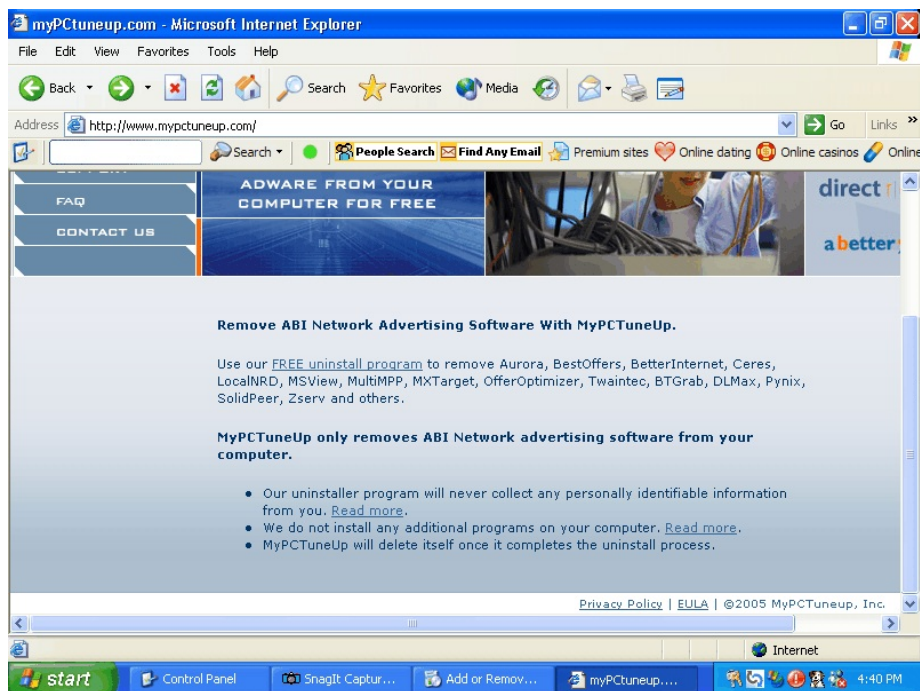 myPCtuneup.com - Microsoft Internet Explorer
File Edit View Favorites Tools Help
Back Search Favorites Media
Address http://www.mypctuneup.com/ Go Links »
Search People Search Find Any Email Premium sites Online dating Online casinos Online
FAQ
CONTACT US
ADWARE FROM YOUR
COMPUTER FOR FREE
direct
abetter
Remove ABI Network Advertising Software With MyPCTuneUp.
Use our FREE uninstall program to remove Aurora, BestOffers, BetterInternet, Ceres,
LocalNRD, MSView, MultiMPP, MXTarget, OfferOptimizer, Twaintec, BTGrab, DLMax, Pynix,
SolidPeer, Zserv and others.
MyPCTuneUp only removes ABI Network advertising software from your
computer.
• Our uninstaller program will never collect any personally identifiable information
from you. Read more.
• We do not install any additional programs on your computer. Read more.
• MyPCTuneUp will delete itself once it completes the uninstall process.
Privacy Policy | EULA | ©2005 MyPCTuneup, Inc.
Internet
start Control Panel SnagIt Captur... Add or Remov... myPCtuneup.... 4:40 PM